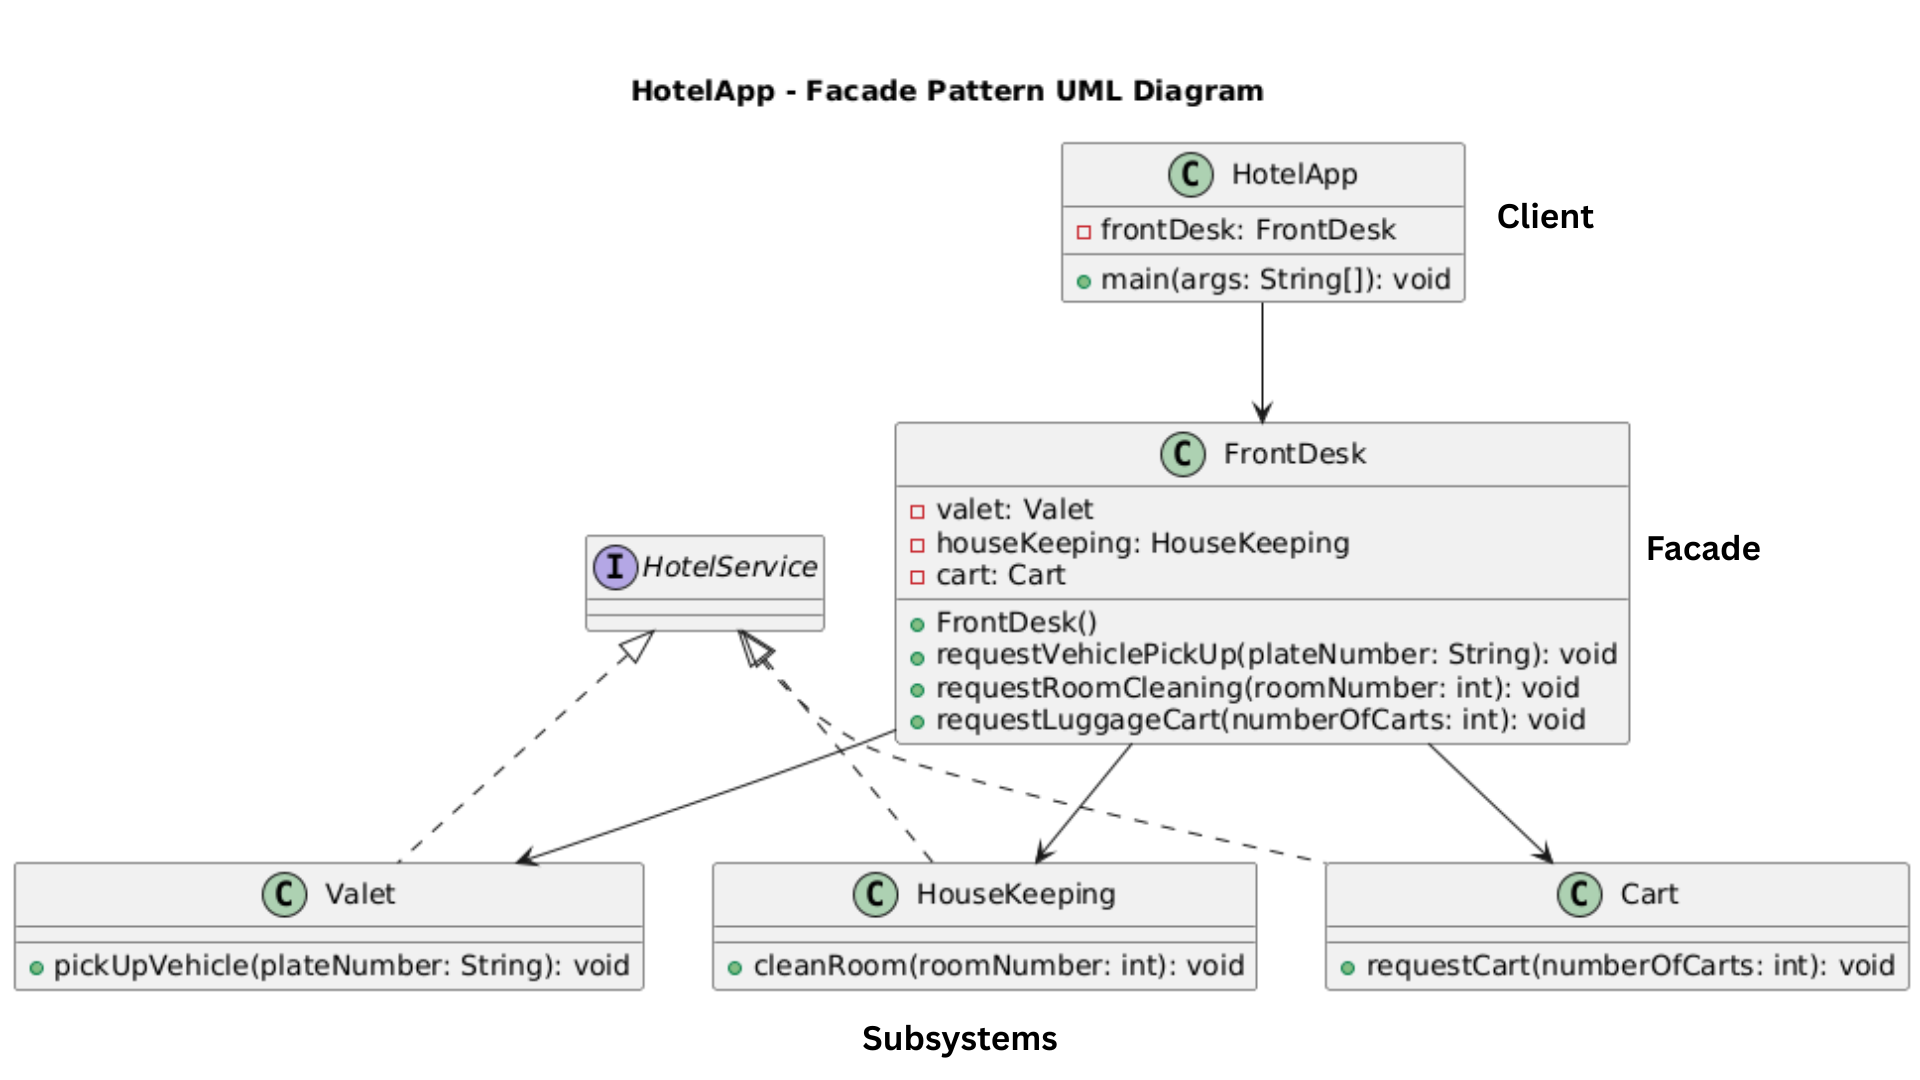 HotelApp - Facade Pattern UML Diagram
C HotelApp
frontDesk: FrontDesk
main(args: String[]): void
Client
C FrontDesk
valet: Valet
houseKeeping: HouseKeeping
cart: Cart
FrontDesk()
requestVehiclePickUp(plateNumber: String): void
requestRoomCleaning(roomNumber: int): void
requestLuggageCart(numberOfCarts: int): void
Facade
I HotelService
C Valet
pickUpVehicle(plateNumber: String): void
C HouseKeeping
cleanRoom(roomNumber: int): void
C Cart
requestCart(numberOfCarts: int): void
Subsystems